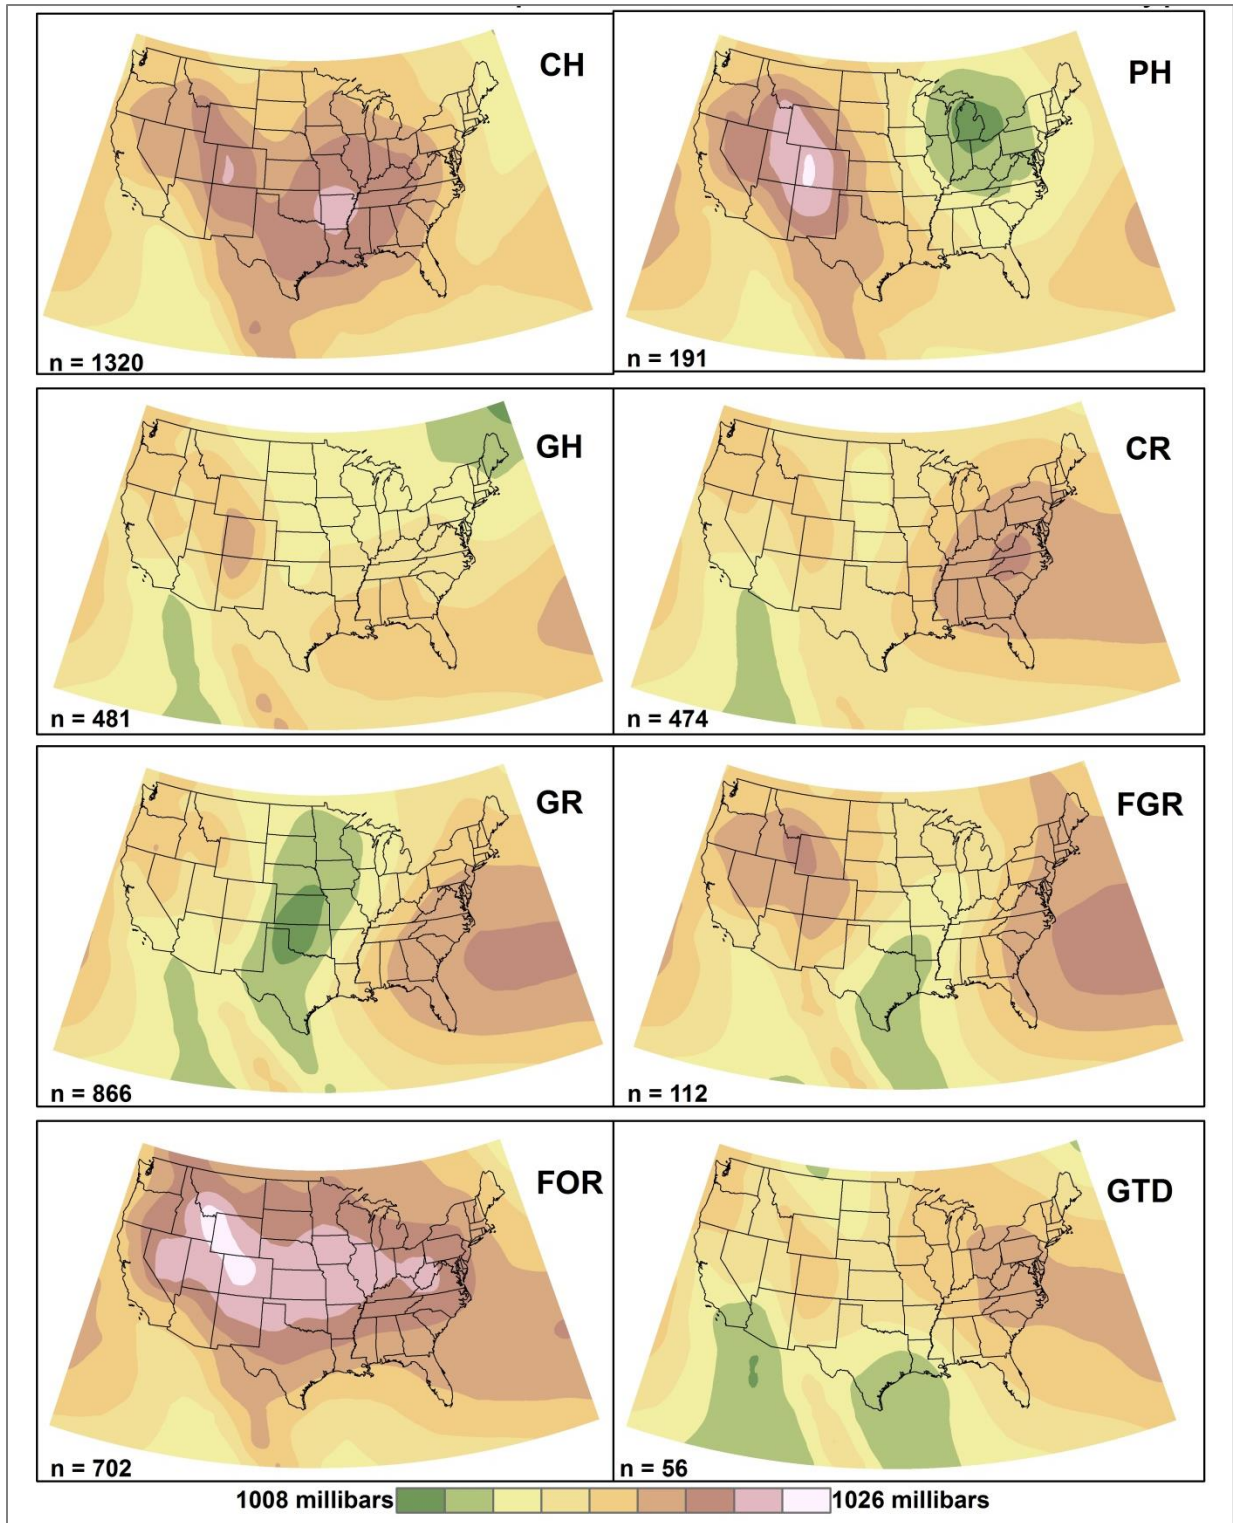 CH
n = 1320
PH
n = 191
GH
n = 481
CR
n = 474
GR
n = 866
FGR
n = 112
FOR
n = 702
GTD
n = 56
1008 millibars 1026 millibars